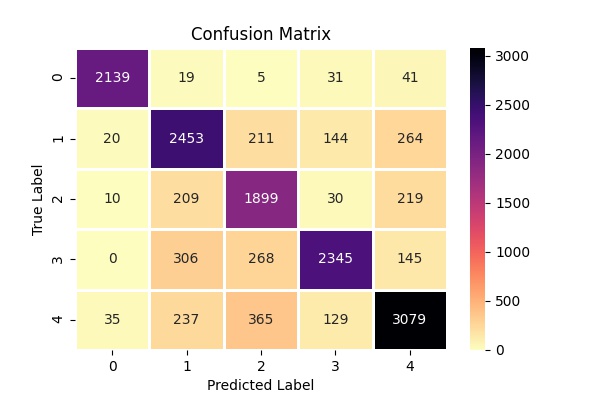 Confusion Matrix
True Label
0 2139 19 5 31 41
1 20 2453 211 144 264
2 10 209 1899 30 219
3 0 306 268 2345 145
4 35 237 365 129 3079
0 1 2 3 4
Predicted Label
3000
2500
2000
1500
1000
500
0